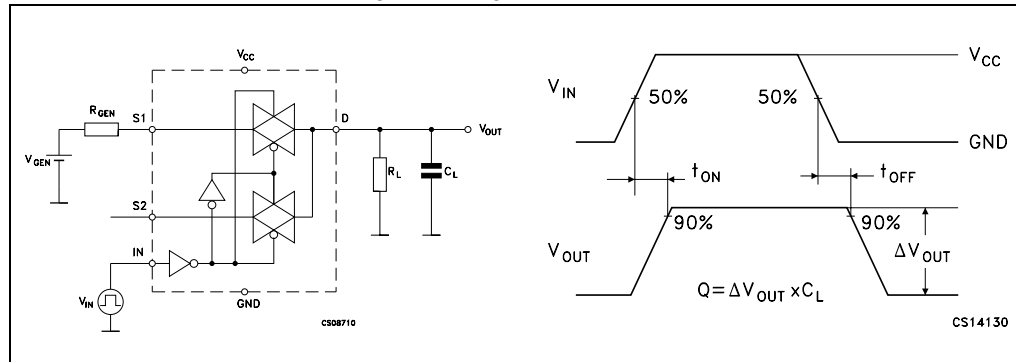 VCC
RGEN
S1
D
VOUT
VGEN
RL
CL
S2
IN
VIN
GND
CS08710
VCC
VIN
50%
50%
GND
tON
tOFF
90%
90%
VOUT
ΔVOUT
Q=ΔVOUT xCL
CS14130